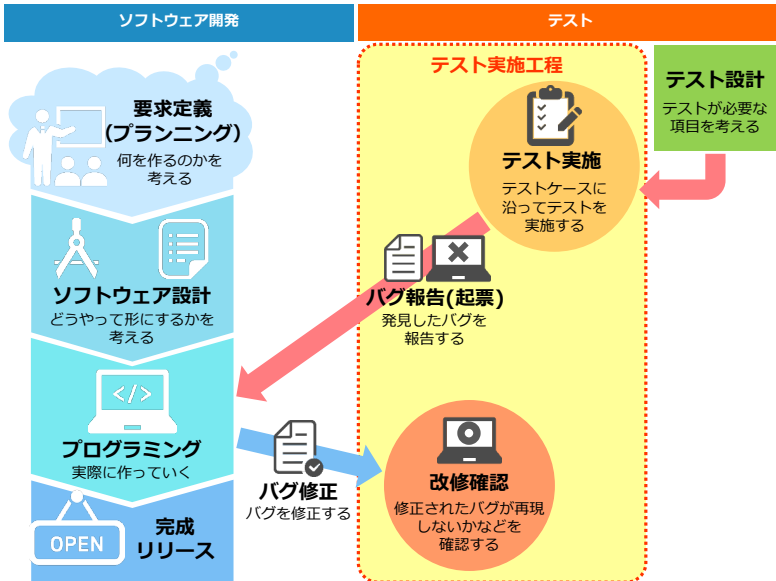 ソフトウェア開発
テスト
要求定義
(プランニング)
何を作るのかを
考える
ソフトウェア設計
どうやって形にするかを
考える
</>
プログラミング
実際に作っていく
OPEN
完成
リリース
バグ修正
バグを修正する
テスト実施工程
テスト設計
テストが必要な
項目を考える
テスト実施
テストケースに
沿ってテストを
実施する
バグ報告(起票)
発見したバグを
報告する
改修確認
修正されたバグが再現
しないかなどを
確認する